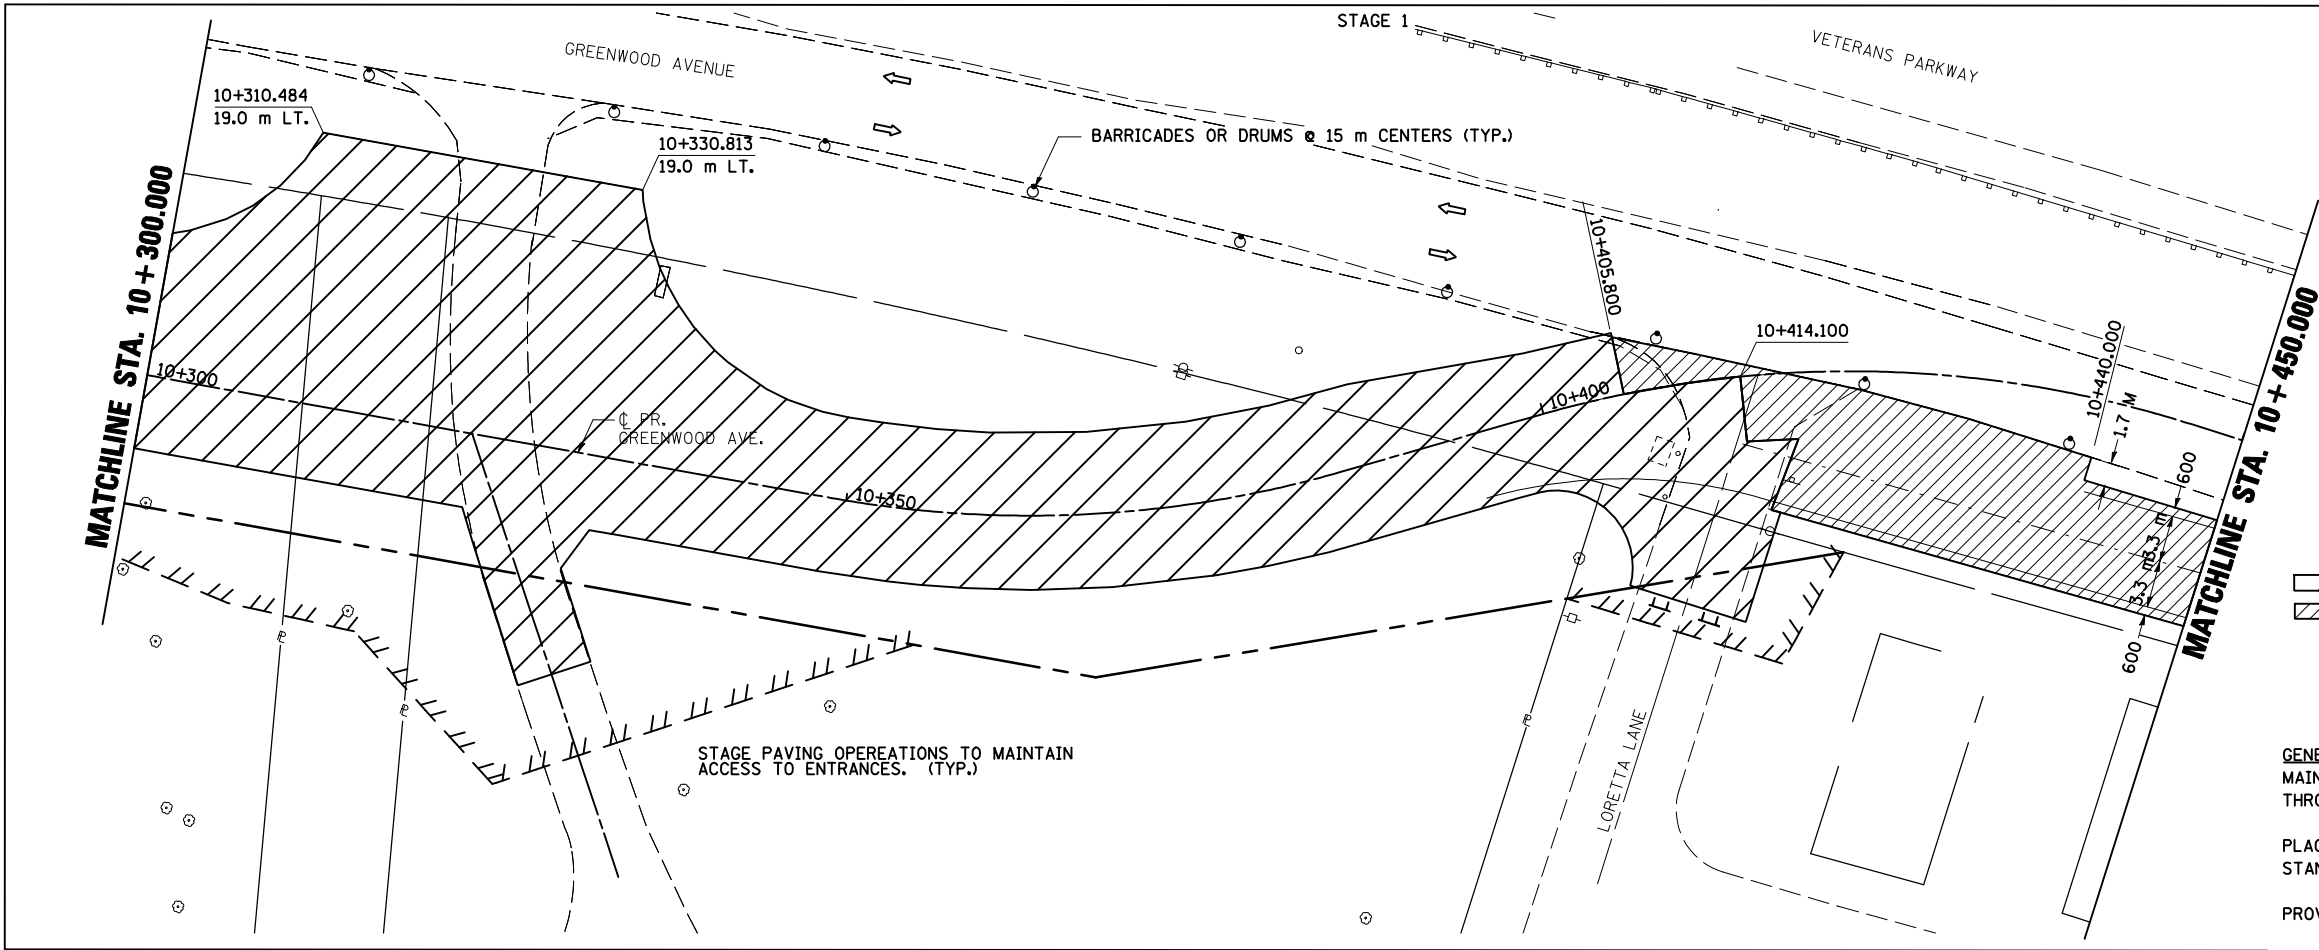 STAGE 1
VETERANS PARKWAY
GREENWOOD AVENUE
10+310.484
19.0 m LT.
10+330.813
19.0 m LT.
BARRICADES OR DRUMS @ 15 m CENTERS (TYP.)
MATCHLINE STA. 10+300.000
10+405.800
10+414.100
10+440.000
1.7 M
MATCHLINE STA. 10+450.000
10+300
℄ PR.
GREENWOOD AVE.
10+350
10+400
600
3.3 m
3.3 m
600
LORETTA LANE
STAGE PAVING OPEREATIONS TO MAINTAIN
ACCESS TO ENTRANCES. (TYP.)
GENE
MAIN
THRO
PLAC
STAN
PROV